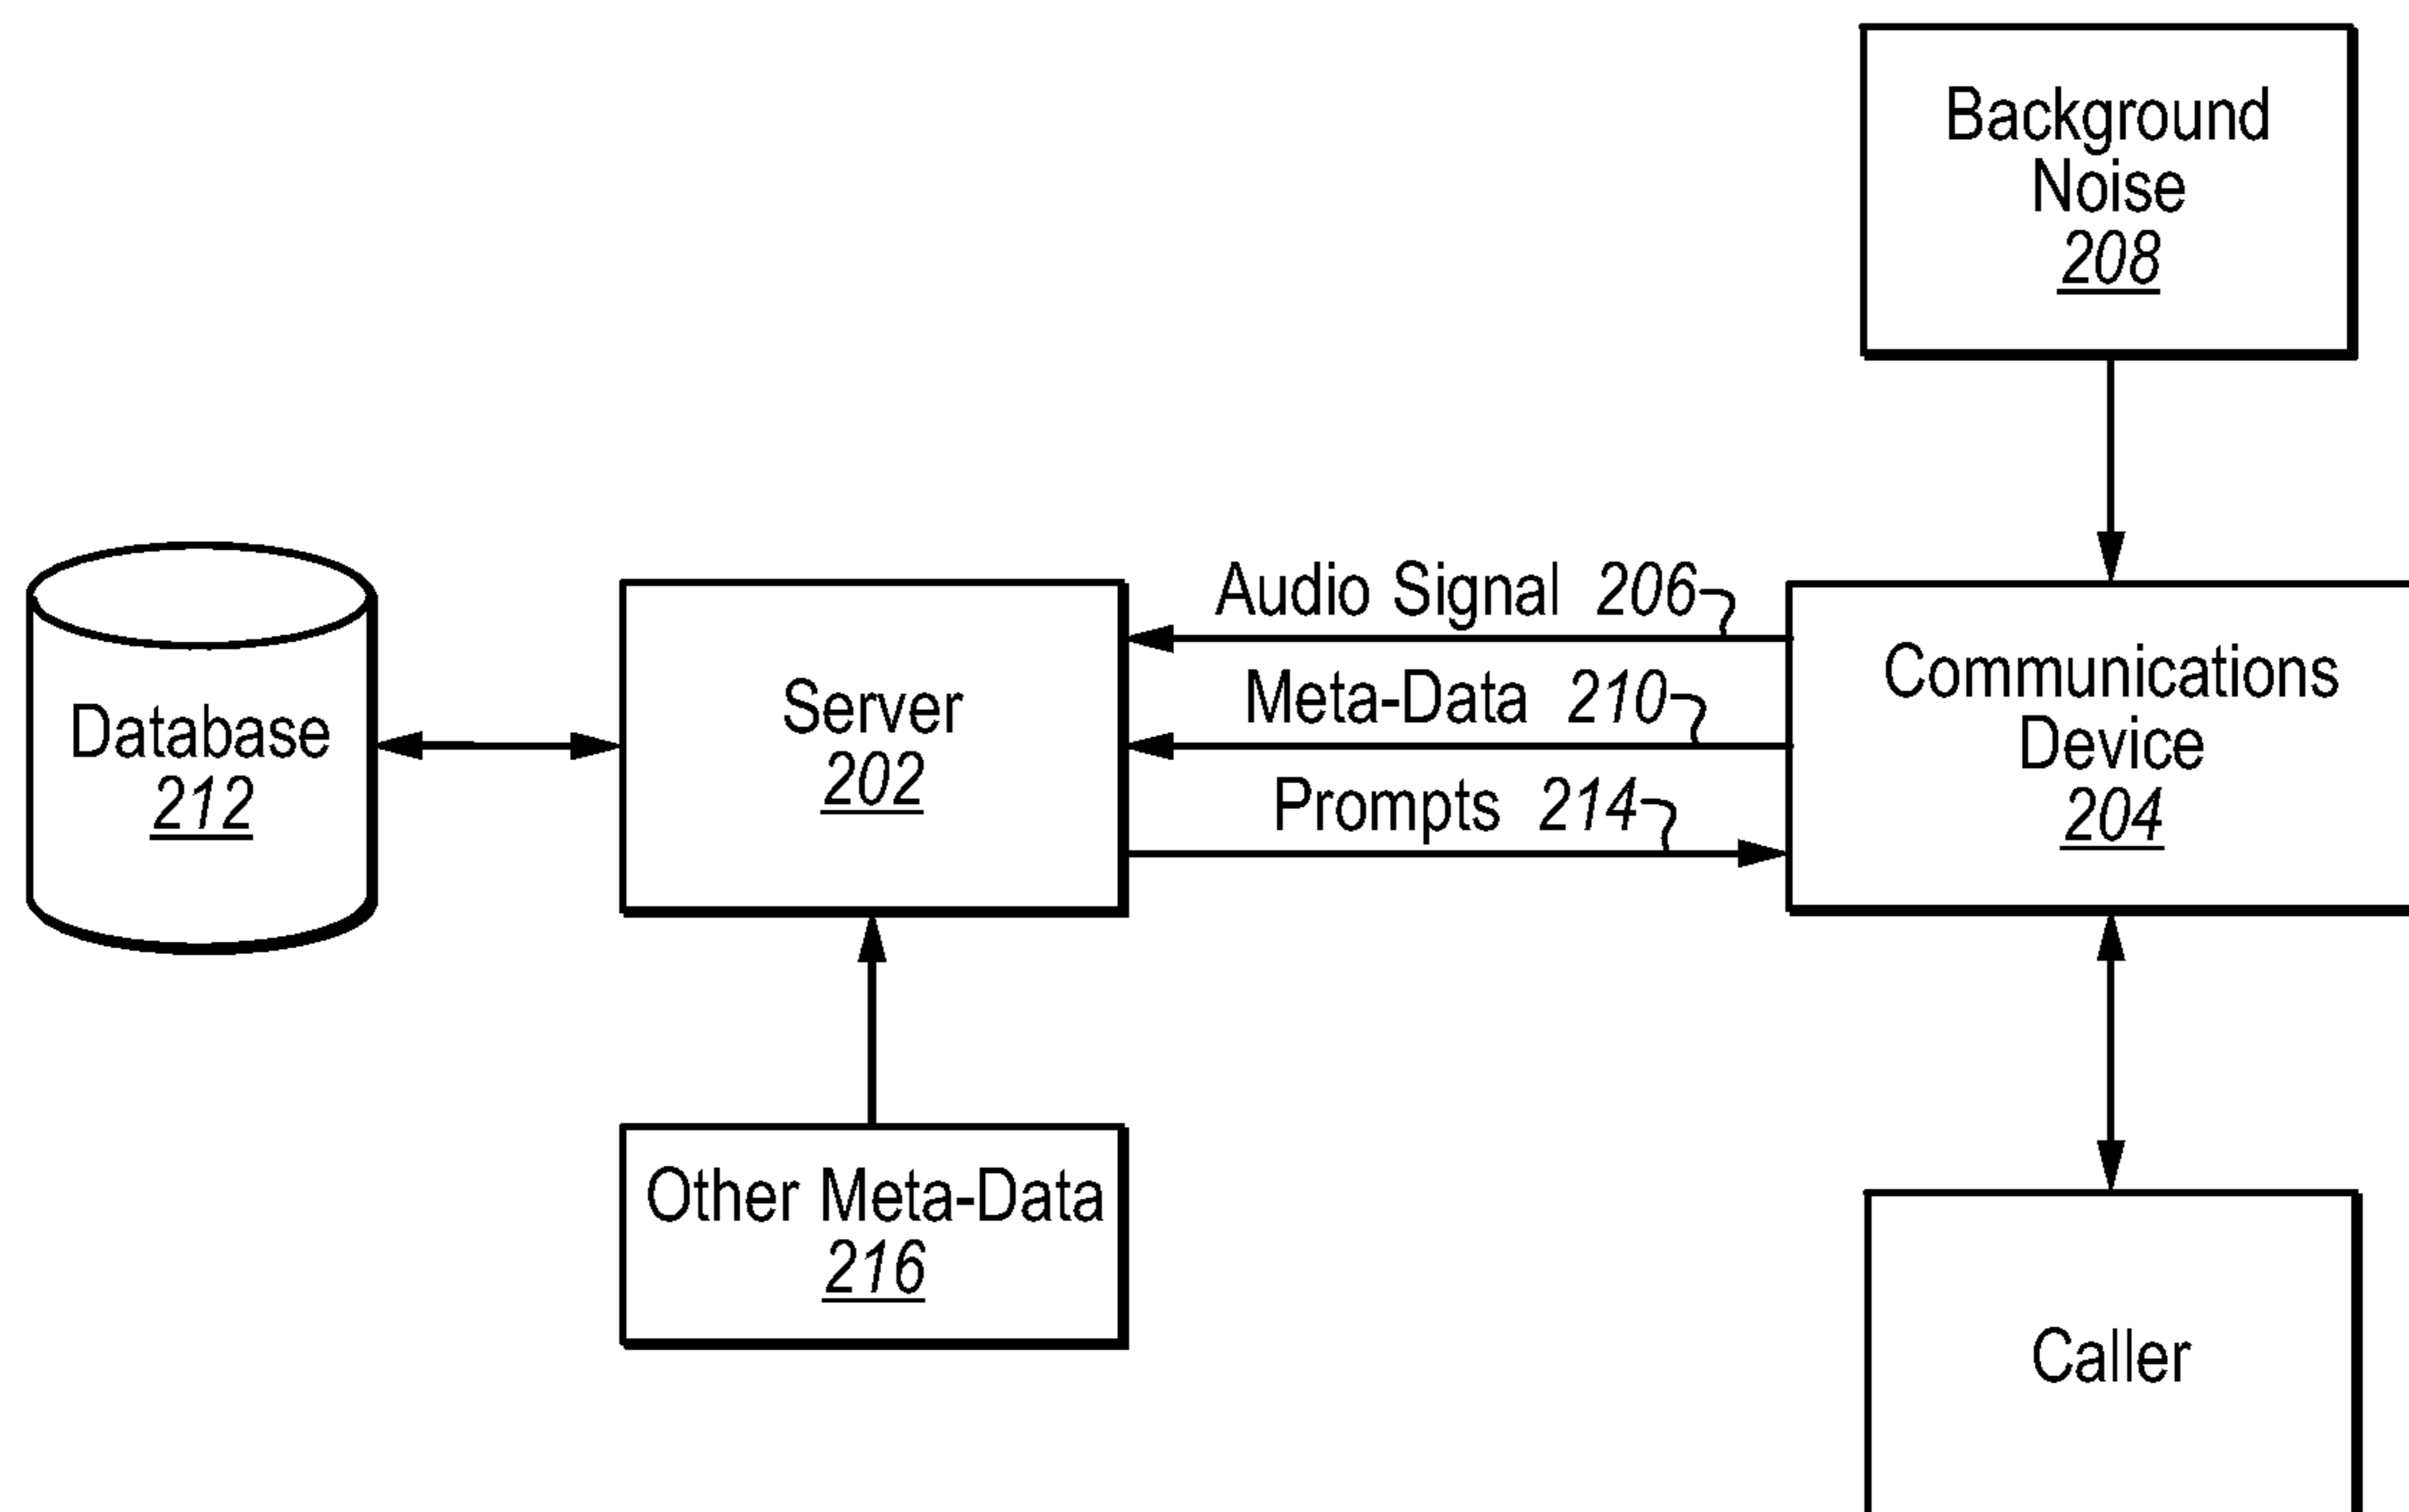 Background
Noise
208
Audio Signal 206
Meta-Data 210
Prompts 214
Communications
Device
204
Server
202
Database
212
Other Meta-Data
216
Caller